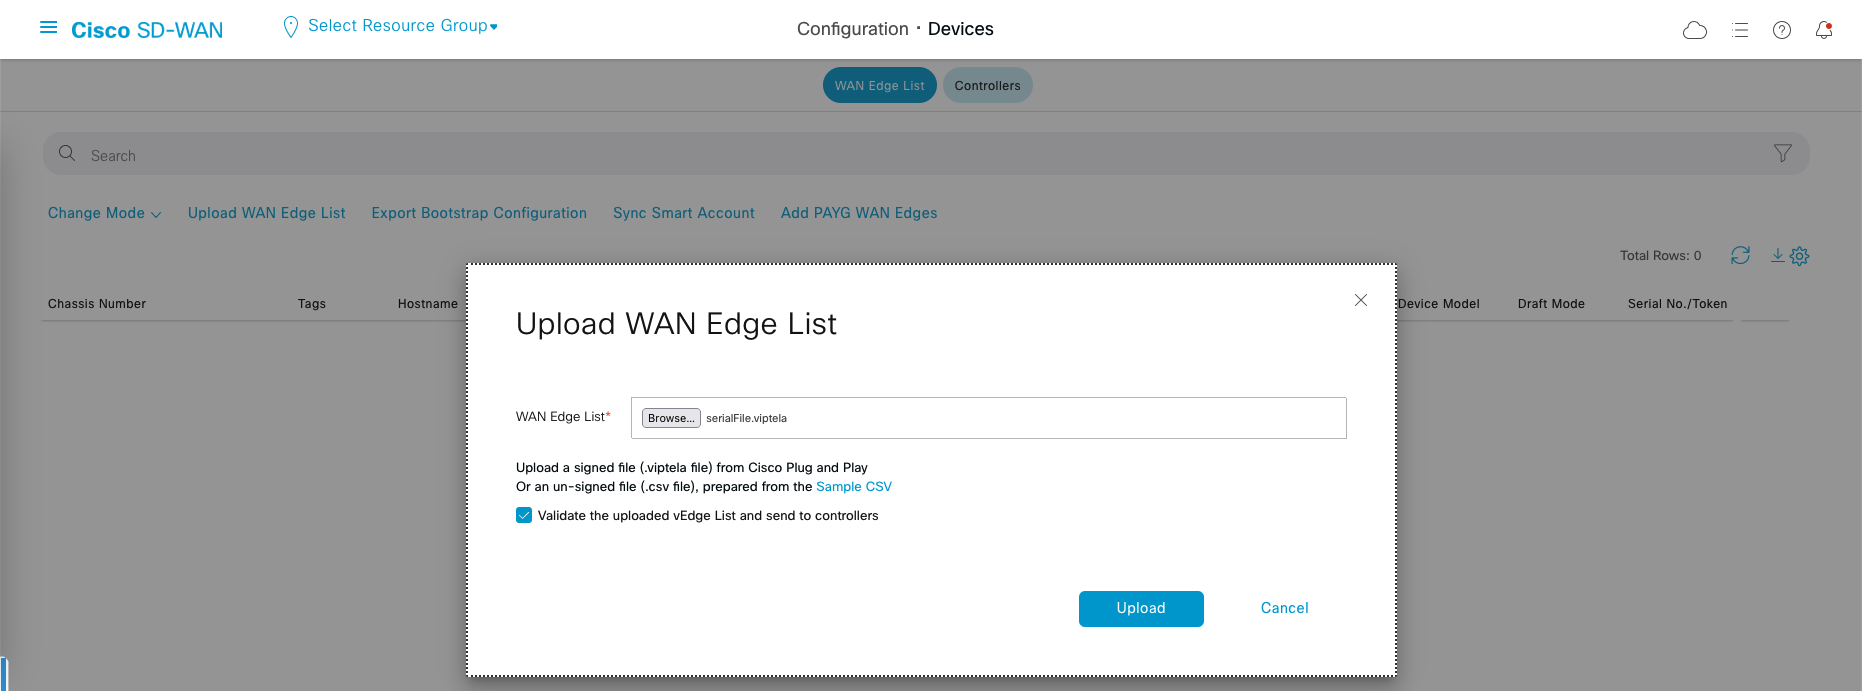 Cisco SD-WAN
Select Resource Group
Configuration · Devices
WAN Edge List
Controllers
Search
Change Mode
Upload WAN Edge List
Export Bootstrap Configuration
Sync Smart Account
Add PAYG WAN Edges
Total Rows: 0
Chassis Number
Tags
Hostname
Device Model
Draft Mode
Serial No./Token
Upload WAN Edge List
WAN Edge List*
Browse... serialFile.viptela
Upload a signed file (.viptela file) from Cisco Plug and Play
Or an un-signed file (.csv file), prepared from the Sample CSV
Validate the uploaded vEdge List and send to controllers
Upload
Cancel